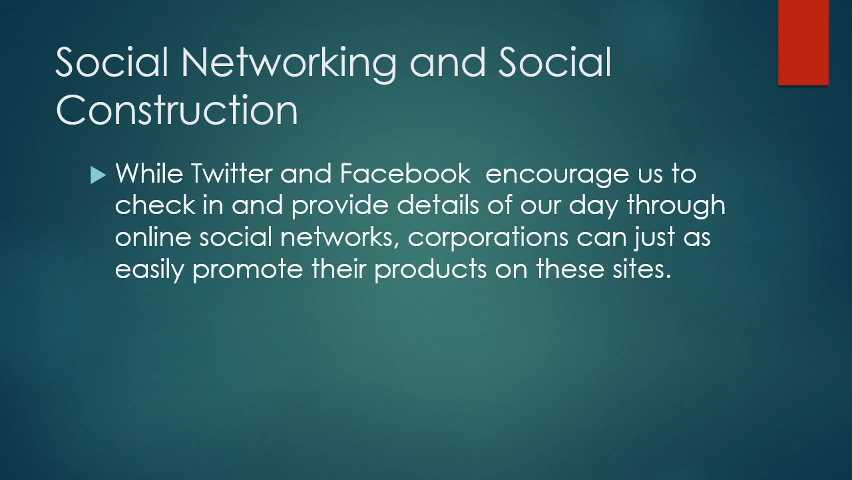 Social Networking and Social
Construction
While Twitter and Facebook  encourage us to
check in and provide details of our day through
online social networks, corporations can just as
easily promote their products on these sites.